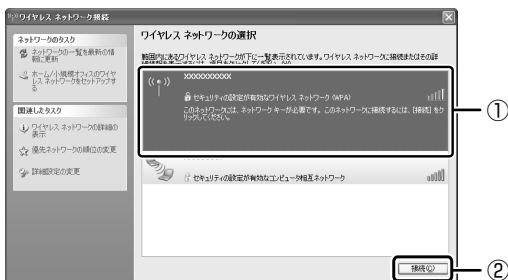 ワイヤレス ネットワーク接続
ネットワークのタスク
ネットワークの一覧を最新の情報に更新
ホーム/小規模オフィスのワイヤレス ネットワークをセットアップする
関連したタスク
ワイヤレス ネットワークの詳細の表示
優先ネットワークの順位の変更
詳細設定の変更
ワイヤレス ネットワークの選択
範囲内にあるワイヤレス ネットワークが下に一覧表示されています。ワイヤレス ネットワークに接続またはその詳
XXXXXXXXXX
セキュリティの設定が有効なワイヤレス ネットワーク (WPA)
このネットワークには、ネットワーク キーが必要です。このネットワークに接続するには、[接続] をク
リックしてください。
セキュリティの設定が有効なコンピュータ相互ネットワーク
接続(C)
①
②